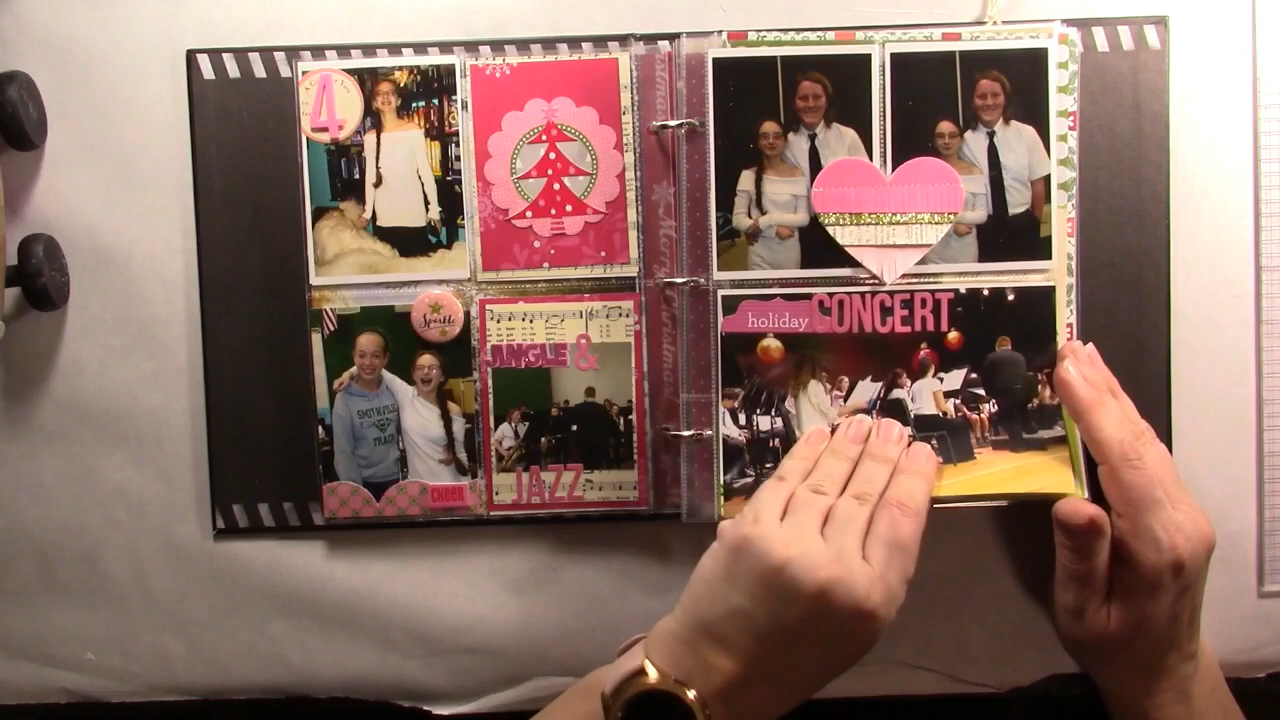 4
Sparkle
SMITHVILLE
TRACK
CHEER
JINGLE &
JAZZ
Merry Christmas
holiday CONCERT